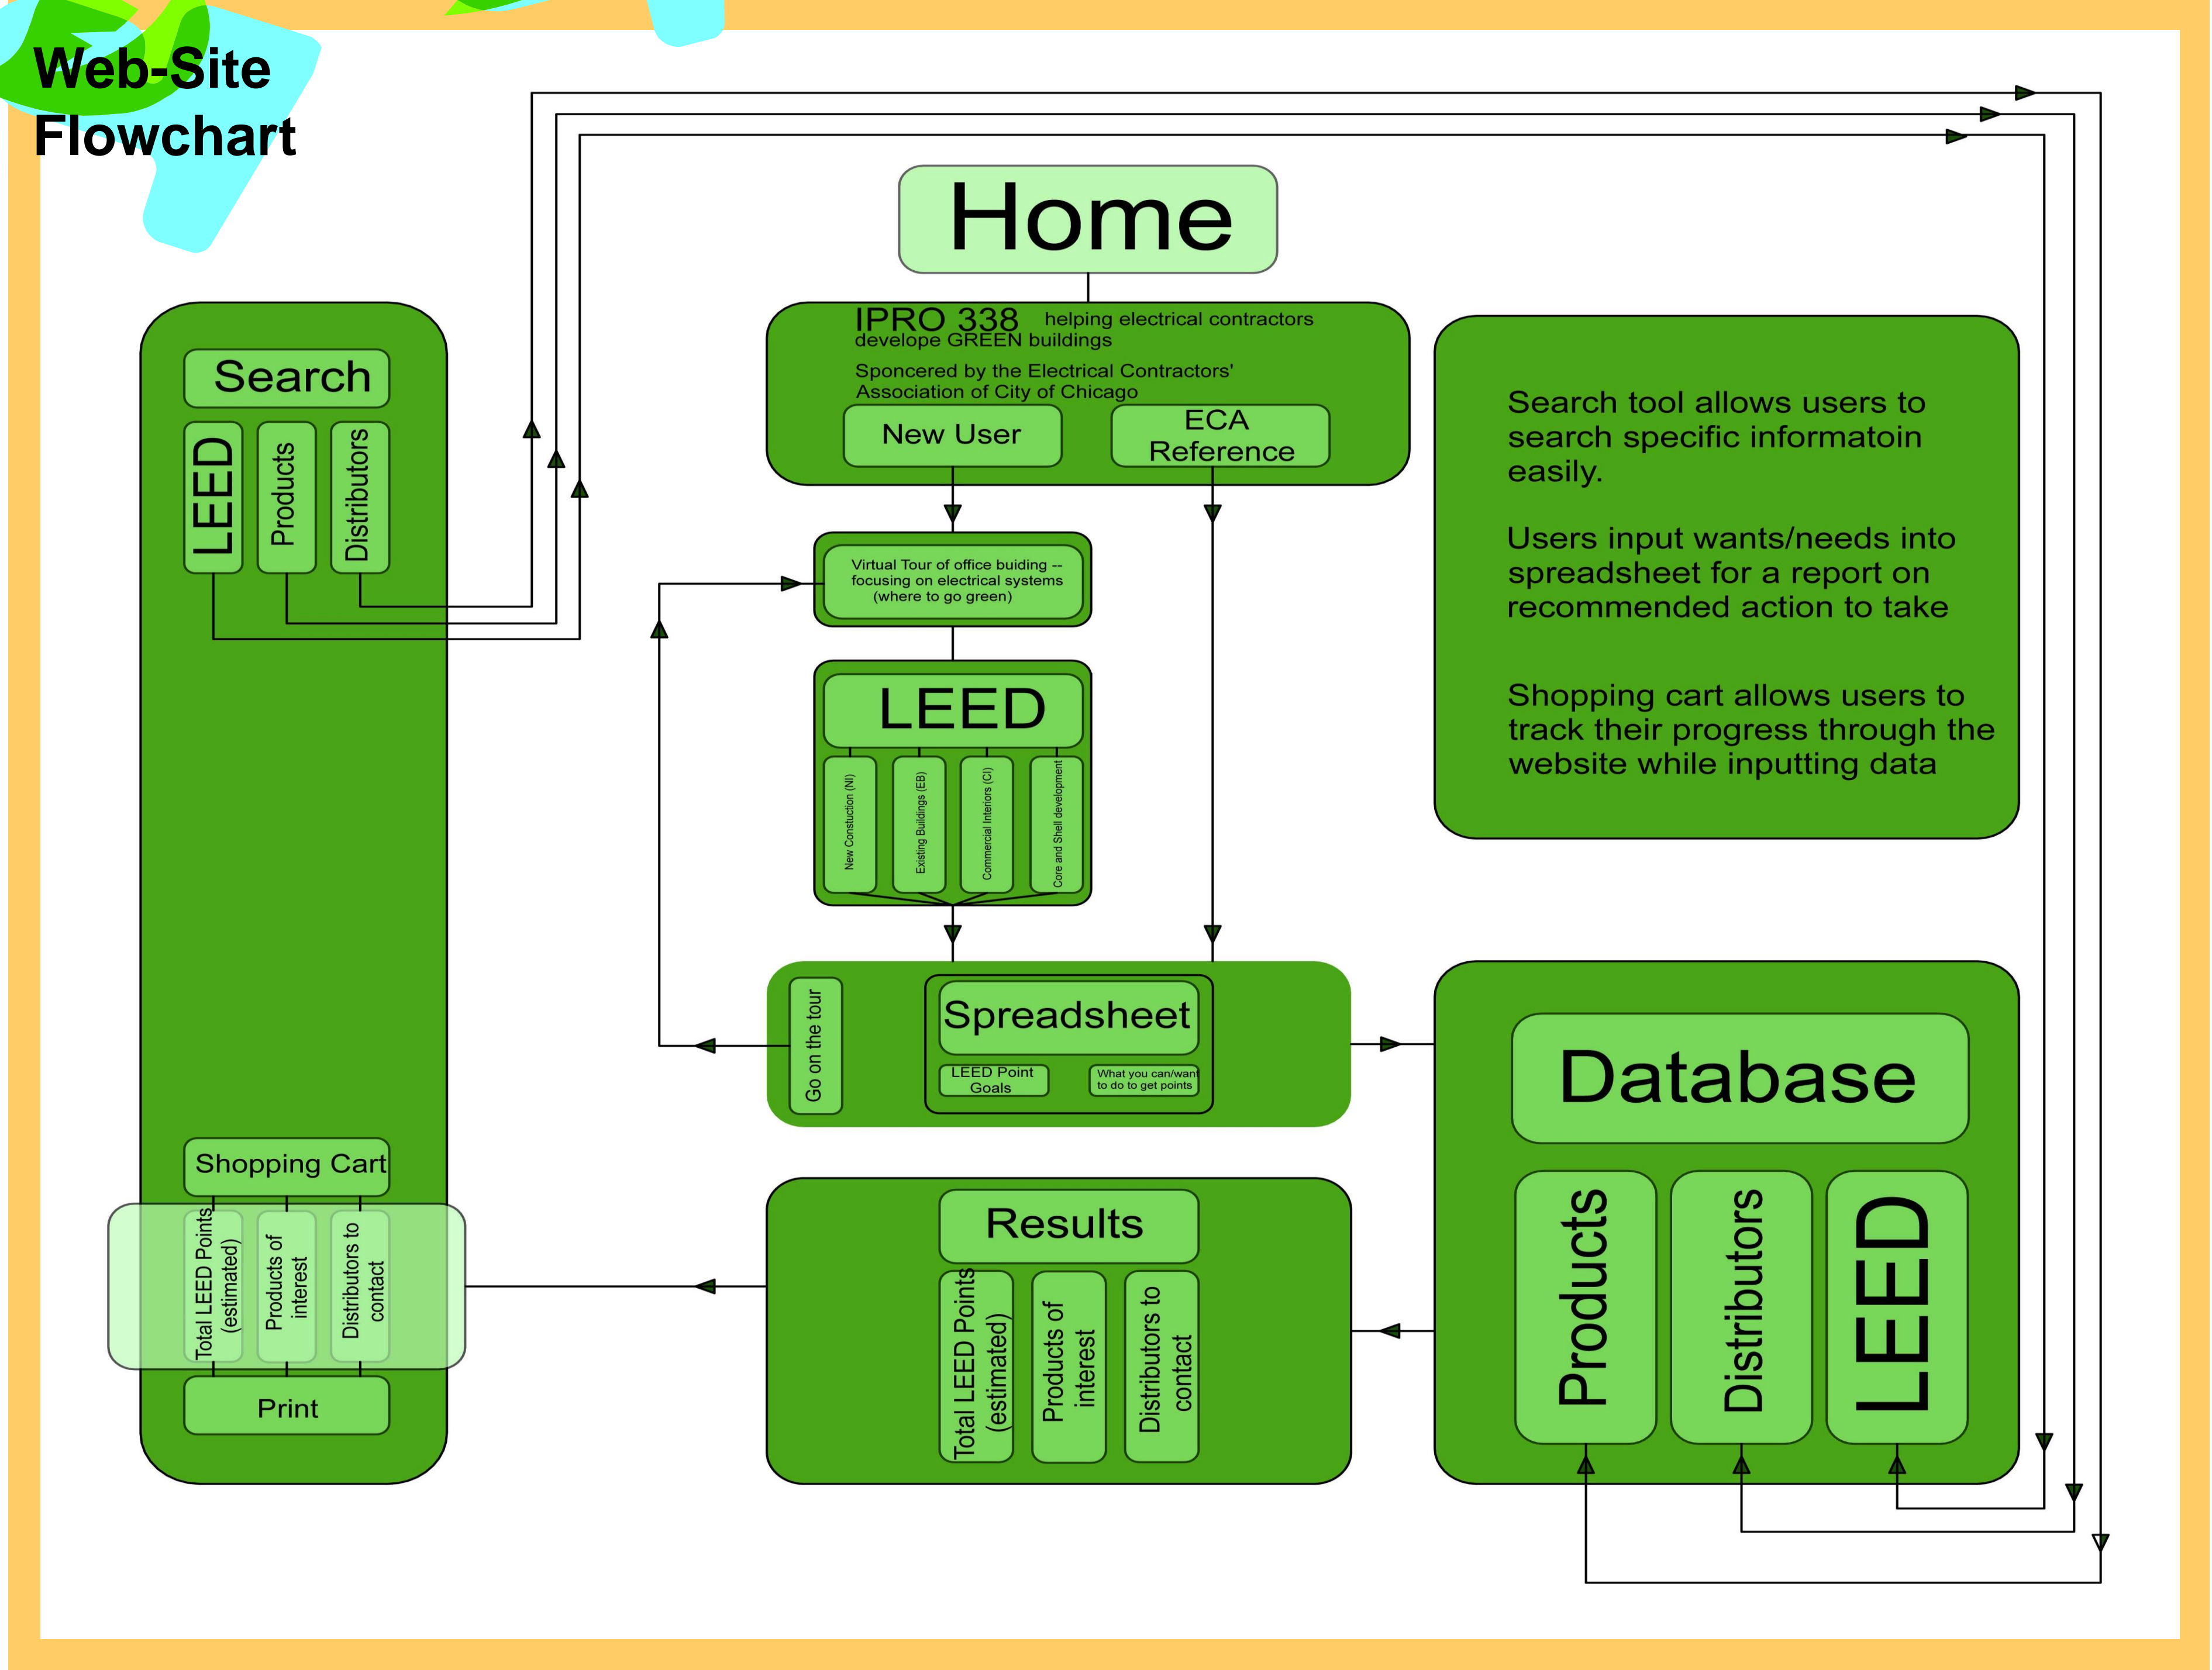 Web-Site
Flowchart
Home
IPRO 338 helping electrical contractors
develope GREEN buildings
Sponcered by the Electrical Contractors'
Association of City of Chicago
New User
ECA
Reference
Search
LEED
Products
Distributors
Search tool allows users to
search specific informatoin
easily.
Users input wants/needs into
spreadsheet for a report on
recommended action to take
Shopping cart allows users to
track their progress through the
website while inputting data
Virtual Tour of office buiding --
focusing on electrical systems
(where to go green)
LEED
New Constuction (NI)
Existing Buildings (EB)
Commercial Interiors (CI)
Core and Shell development
Go on the tour
Spreadsheet
LEED Point
Goals
What you can/want
to do to get points
Database
Products
Distributors
LEED
Results
Total LEED Points
(estimated)
Products of
interest
Distributors to
contact
Shopping Cart
Total LEED Points
(estimated)
Products of
interest
Distributors to
contact
Print